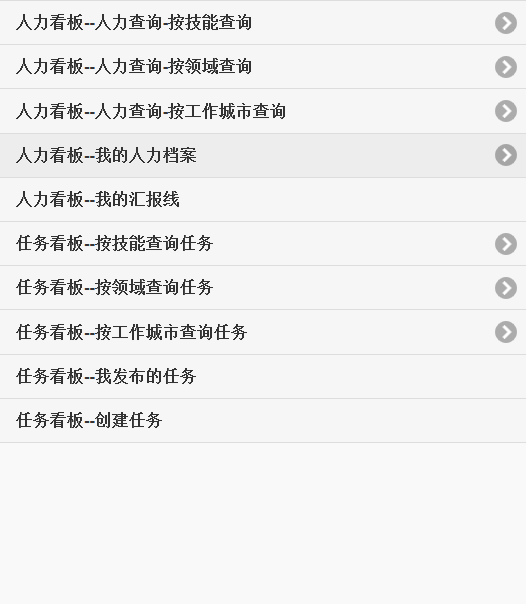 人力看板--人力查询-按技能查询
人力看板--人力查询-按领域查询
人力看板--人力查询-按工作城市查询
人力看板--我的人力档案
人力看板--我的汇报线
任务看板--按技能查询任务
任务看板--按领域查询任务
任务看板--按工作城市查询任务
任务看板--我发布的任务
任务看板--创建任务